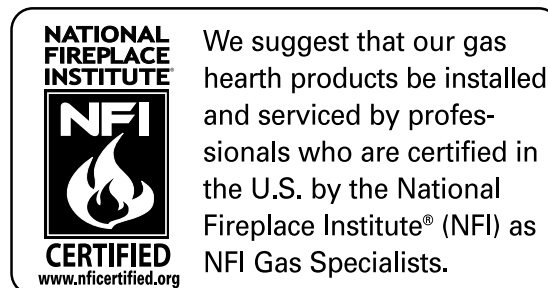 NATIONAL
FIREPLACE
INSTITUTE®
NFI
CERTIFIED
www.nficertified.org
We suggest that our gas
hearth products be installed
and serviced by profes-
sionals who are certified in
the U.S. by the National
Fireplace Institute® (NFI) as
NFI Gas Specialists.